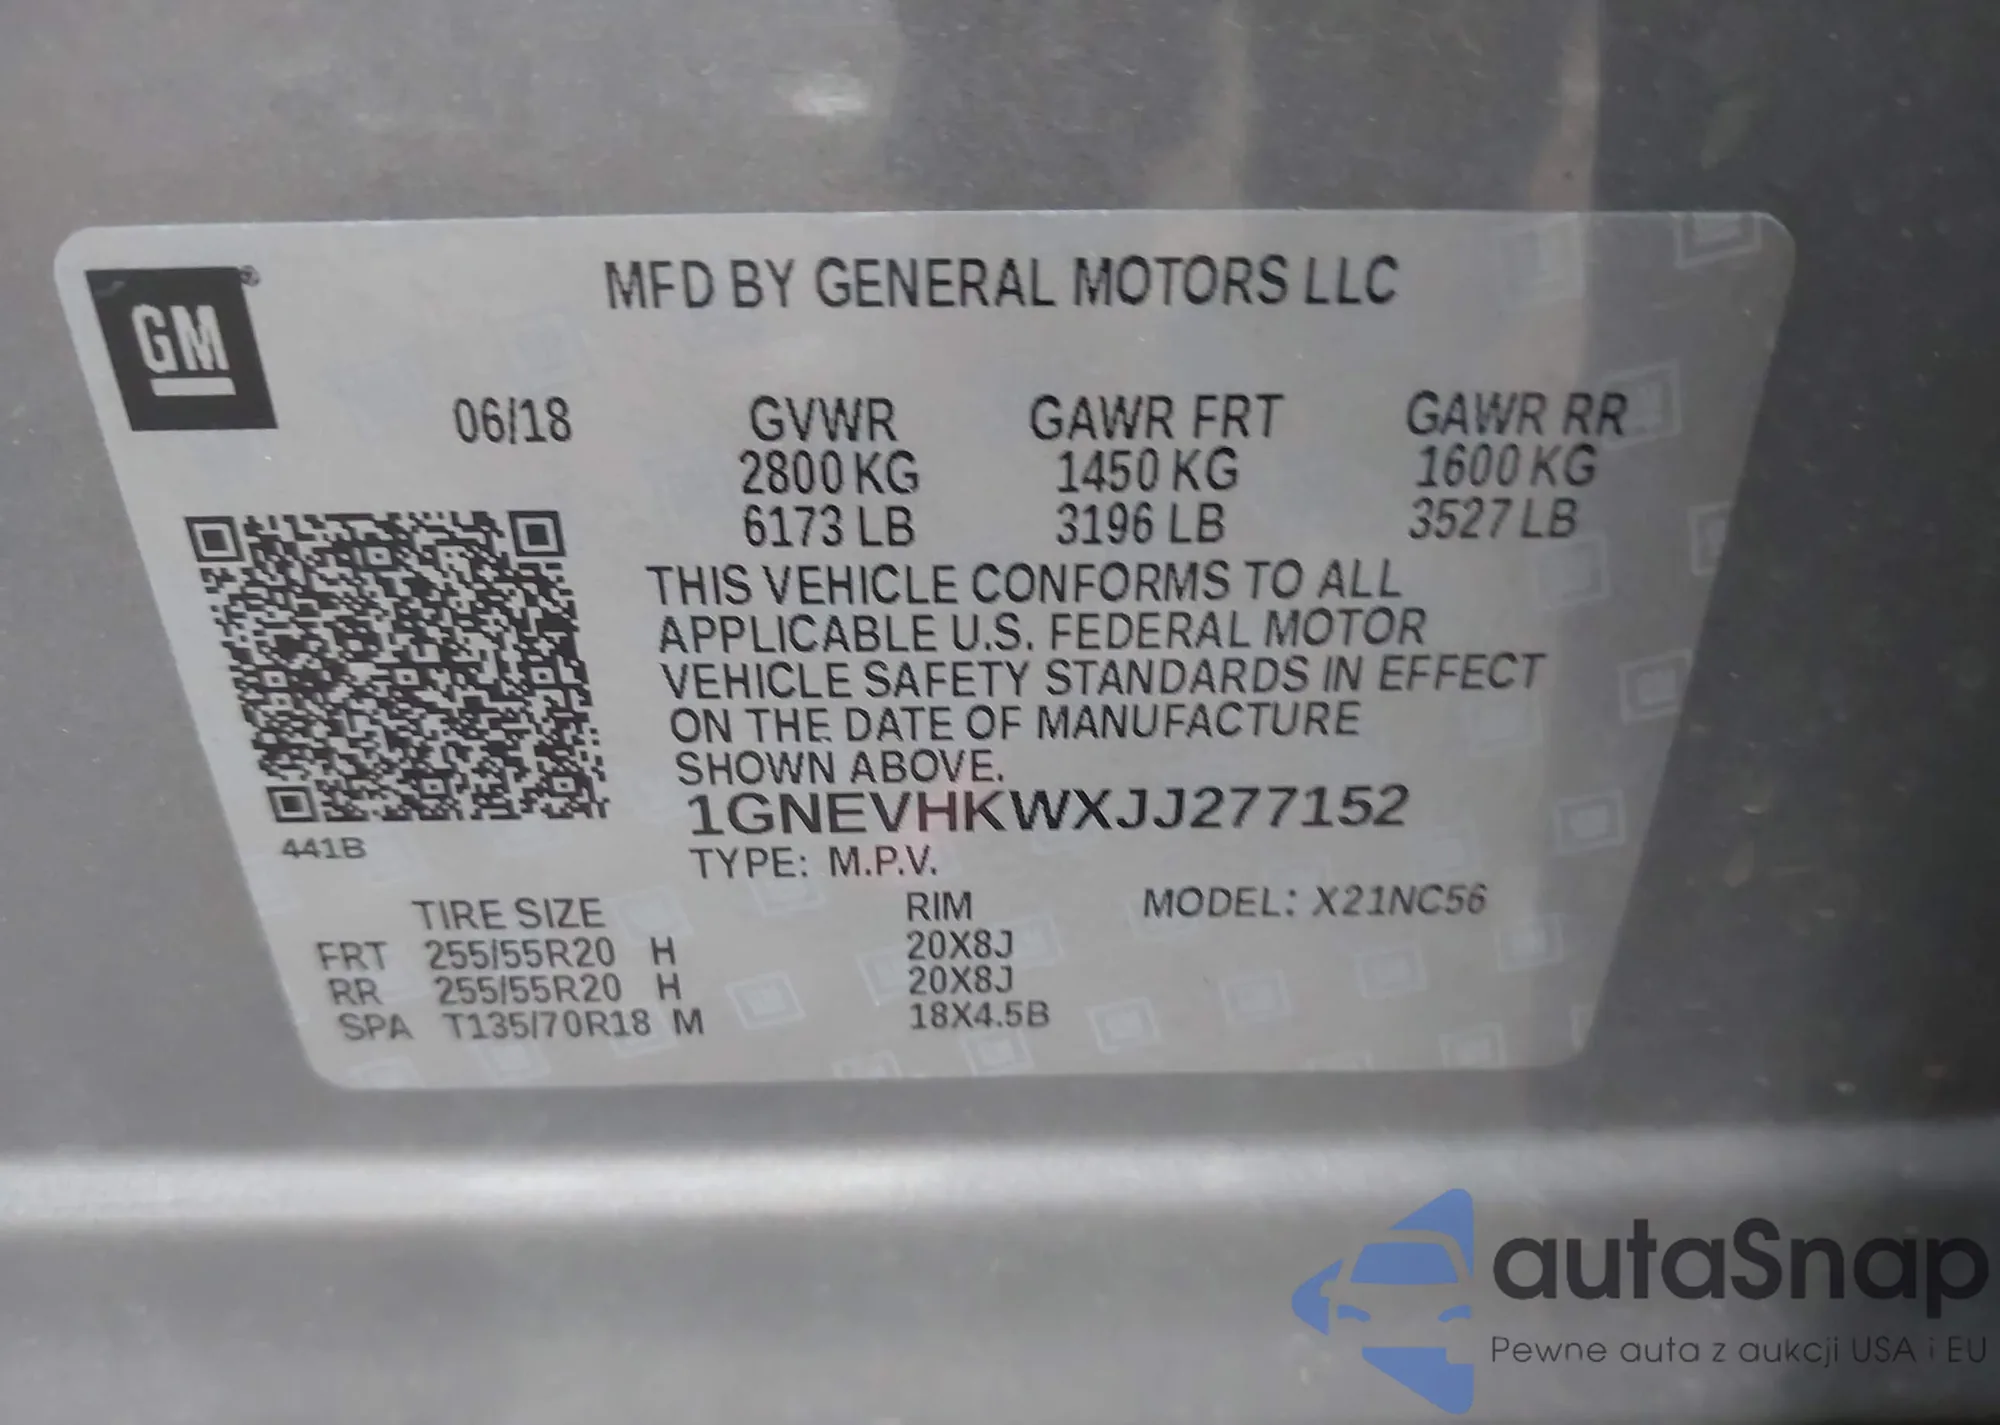 GM ®
MFD BY GENERAL MOTORS LLC
06/18 GVWR GAWR FRT GAWR RR
2800 KG 1450 KG 1600 KG
6173 LB 3196 LB 3527 LB
THIS VEHICLE CONFORMS TO ALL
APPLICABLE U.S. FEDERAL MOTOR
VEHICLE SAFETY STANDARDS IN EFFECT
ON THE DATE OF MANUFACTURE
SHOWN ABOVE.
1GNEVHKWXJJ277152
441B
TYPE: M.P.V.
TIRE SIZE RIM MODEL: X21NC56
FRT 255/55R20 H 20X8J
RR 255/55R20 H 20X8J
SPA T135/70R18 M 18X4.5B
autaSnap
Pewne auta z aukcji USA i EU